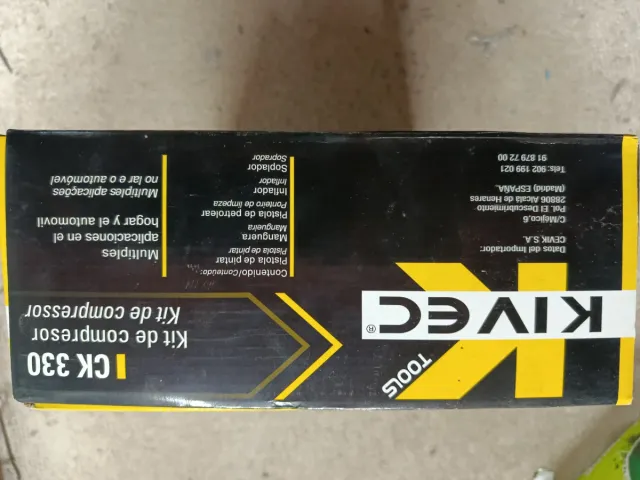 KIVEC®
TOOLS
Datos del Importador:
CEVIK S.A.
C/Mejico,6
Pol. El Descubrimiento
28806 Alcala de Henares
(Madrid) ESPAÑA.
Tels: 902 199 021
91 879 72 00
CK 330
Kit de compresor
Kit de compressor
Contenido/Conteúdo:
Pistola de pintar
Pistola de pintar
Manguera
Mangueira
Pistola de petrolear
Ponteiro de limpeza
Inflador
Inflador
Soplador
Soprador
Multiples
aplicaciones en el
hogar y el automovil
Multiples aplicações
no lar e o automóvel